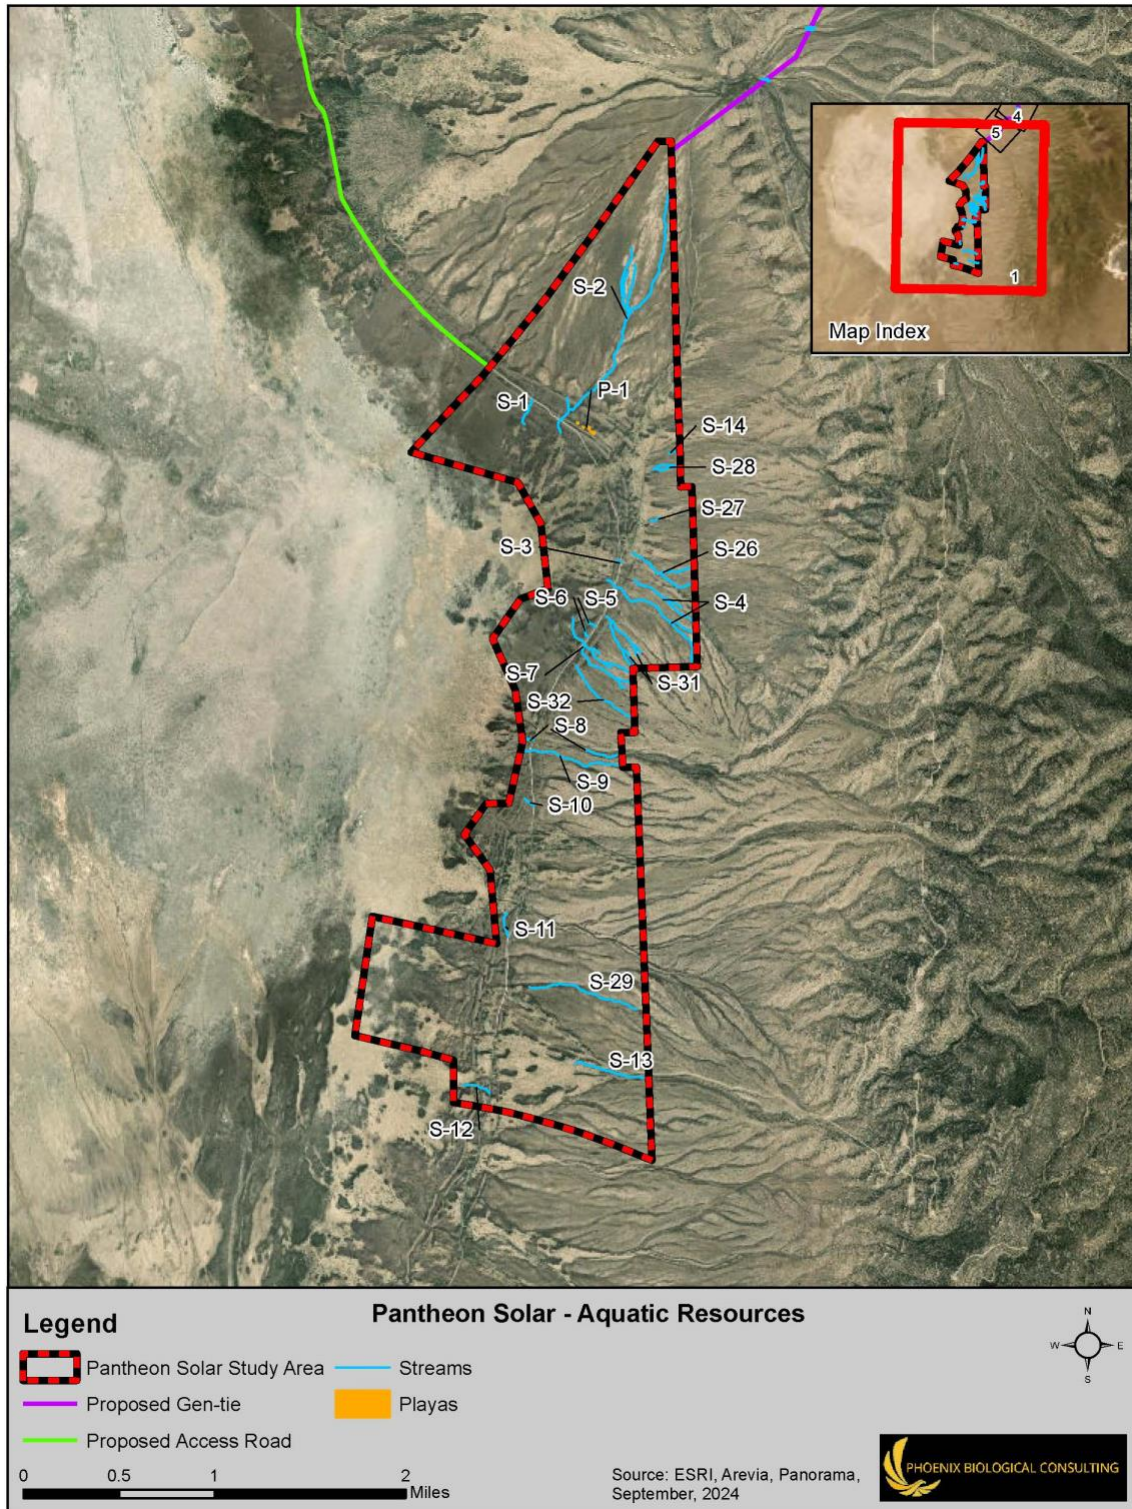 4
5
1
Map Index
S-2
P-1
S-1
S-14
S-28
S-27
S-3
S-26
S-6
S-5
S-4
S-7
S-31
S-32
S-8
S-9
S-10
S-11
S-29
S-13
S-12
Pantheon Solar - Aquatic Resources
Legend
Pantheon Solar Study Area
Streams
Proposed Gen-tie
Playas
Proposed Access Road
N
W E
S
0 0.5 1 2
Miles
Source: ESRI, Arevia, Panorama,
September, 2024
PHOENIX BIOLOGICAL CONSULTING